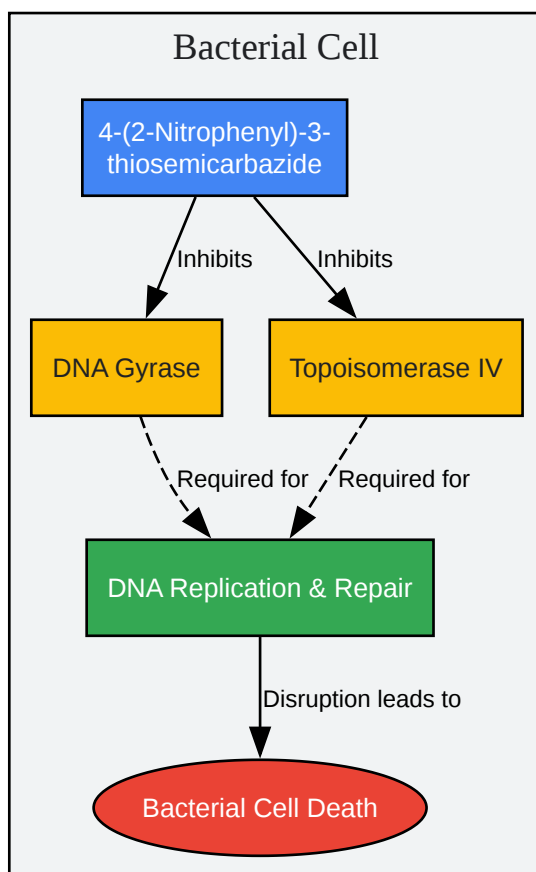 Bacterial Cell
4-(2-Nitrophenyl)-3-
thiosemicarbazide
Inhibits
Inhibits
DNA Gyrase
Topoisomerase IV
Required for
Required for
DNA Replication & Repair
Disruption leads to
Bacterial Cell Death